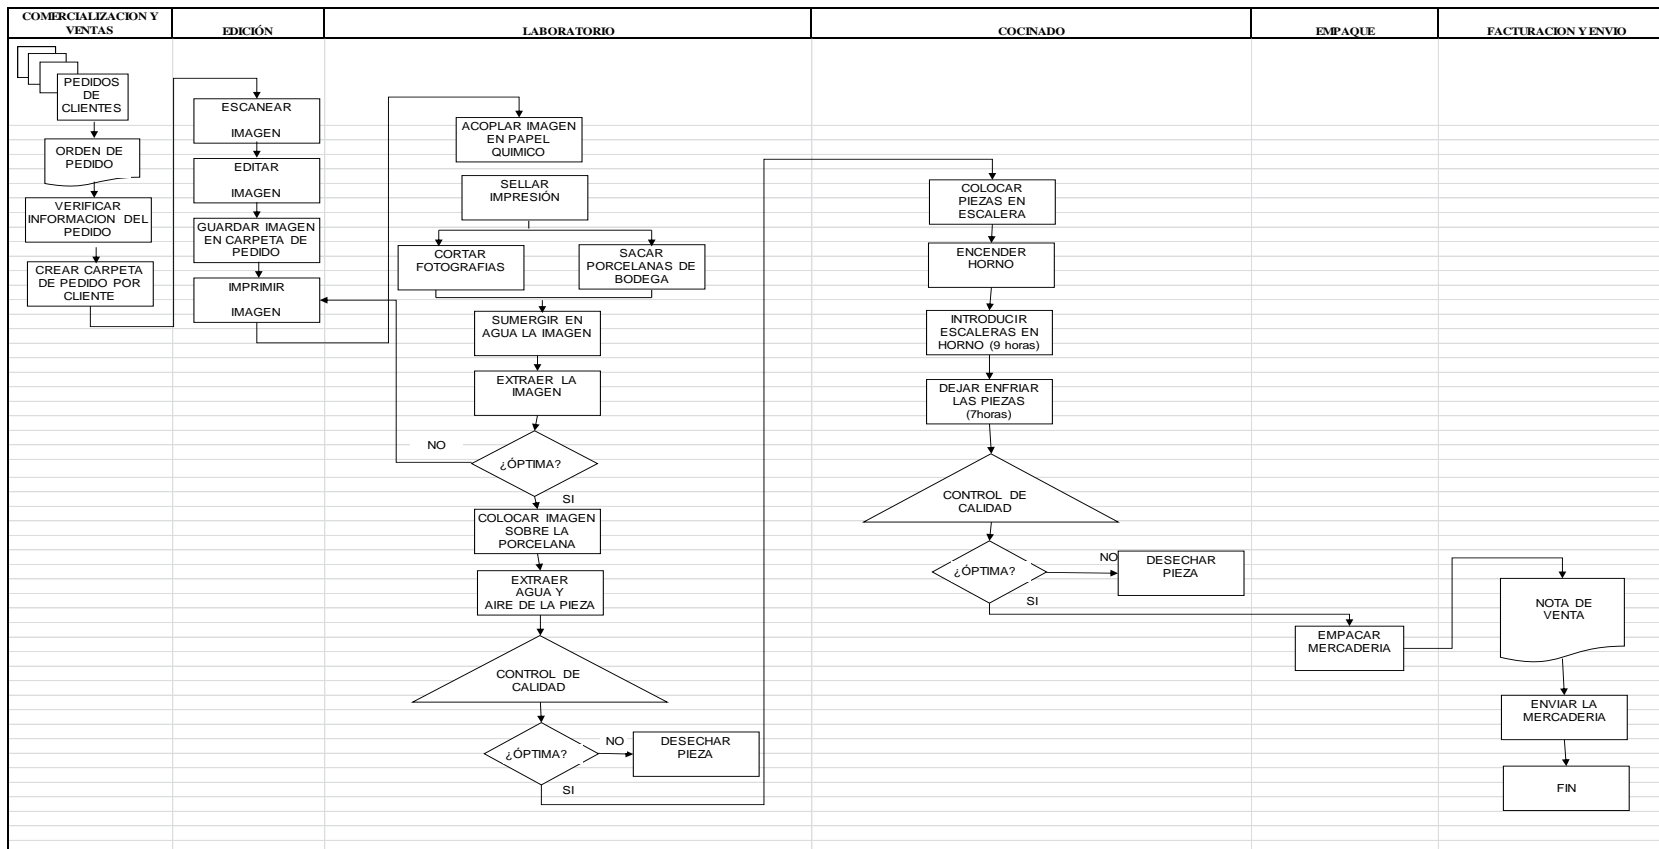 COMERCIALIZACION Y
VENTAS
EDICIÓN
LABORATORIO
COCINADO
EMPAQUE
FACTURACION Y ENVIO
PEDIDOS
DE
CLIENTES
ORDEN DE
PEDIDO
VERIFICAR
INFORMACION DEL
PEDIDO
CREAR CARPETA
DE PEDIDO POR
CLIENTE
ESCANEAR
IMAGEN
EDITAR
IMAGEN
GUARDAR IMAGEN
EN CARPETA DE
PEDIDO
IMPRIMIR
IMAGEN
ACOPLAR IMAGEN
EN PAPEL
QUIMICO
SELLAR
IMPRESIÓN
CORTAR
FOTOGRAFIAS
SACAR
PORCELANAS DE
BODEGA
SUMERGIR EN
AGUA LA IMAGEN
EXTRAER LA
IMAGEN
NO
¿ÓPTIMA?
SI
COLOCAR IMAGEN
SOBRE LA
PORCELANA
EXTRAER
AGUA Y
AIRE DE LA PIEZA
CONTROL DE
CALIDAD
¿ÓPTIMA?
NO
DESECHAR
PIEZA
SI
COLOCAR
PIEZAS EN
ESCALERA
ENCENDER
HORNO
INTRODUCIR
ESCALERAS EN
HORNO (9 horas)
DEJAR ENFRIAR
LAS PIEZAS
(7horas)
CONTROL DE
CALIDAD
¿ÓPTIMA?
NO
DESECHAR
PIEZA
SI
EMPACAR
MERCADERIA
NOTA DE
VENTA
ENVIAR LA
MERCADERIA
FIN